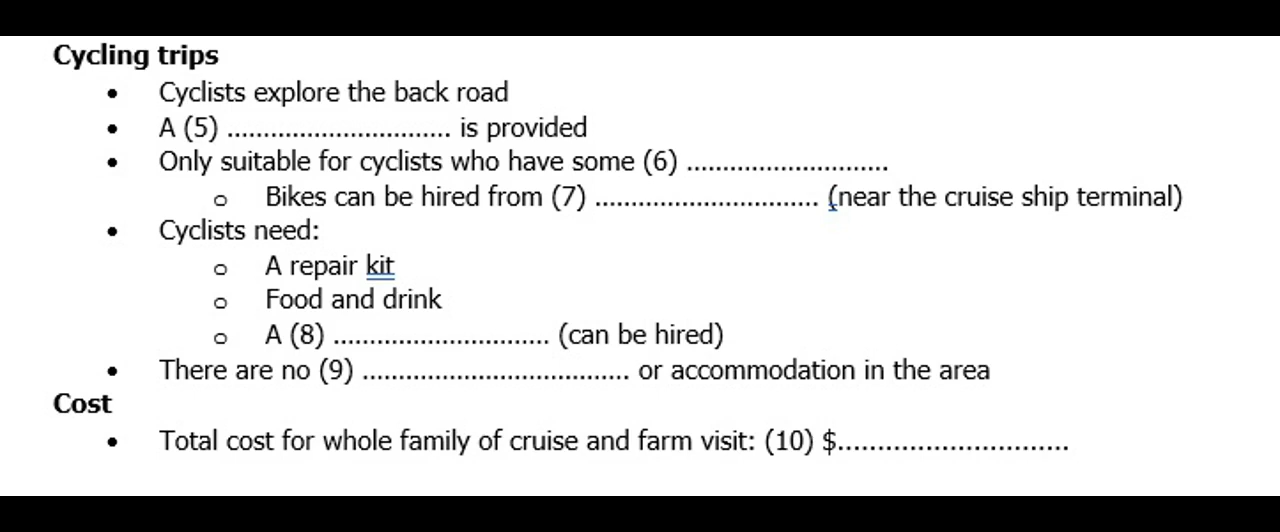 Cycling trips
• Cyclists explore the back road
• A (5) ............................... is provided
• Only suitable for cyclists who have some (6) ............................
o Bikes can be hired from (7) ............................... (near the cruise ship terminal)
• Cyclists need:
o A repair kit
o Food and drink
o A (8) .............................. (can be hired)
• There are no (9) ..................................... or accommodation in the area
Cost
• Total cost for whole family of cruise and farm visit: (10) $................................